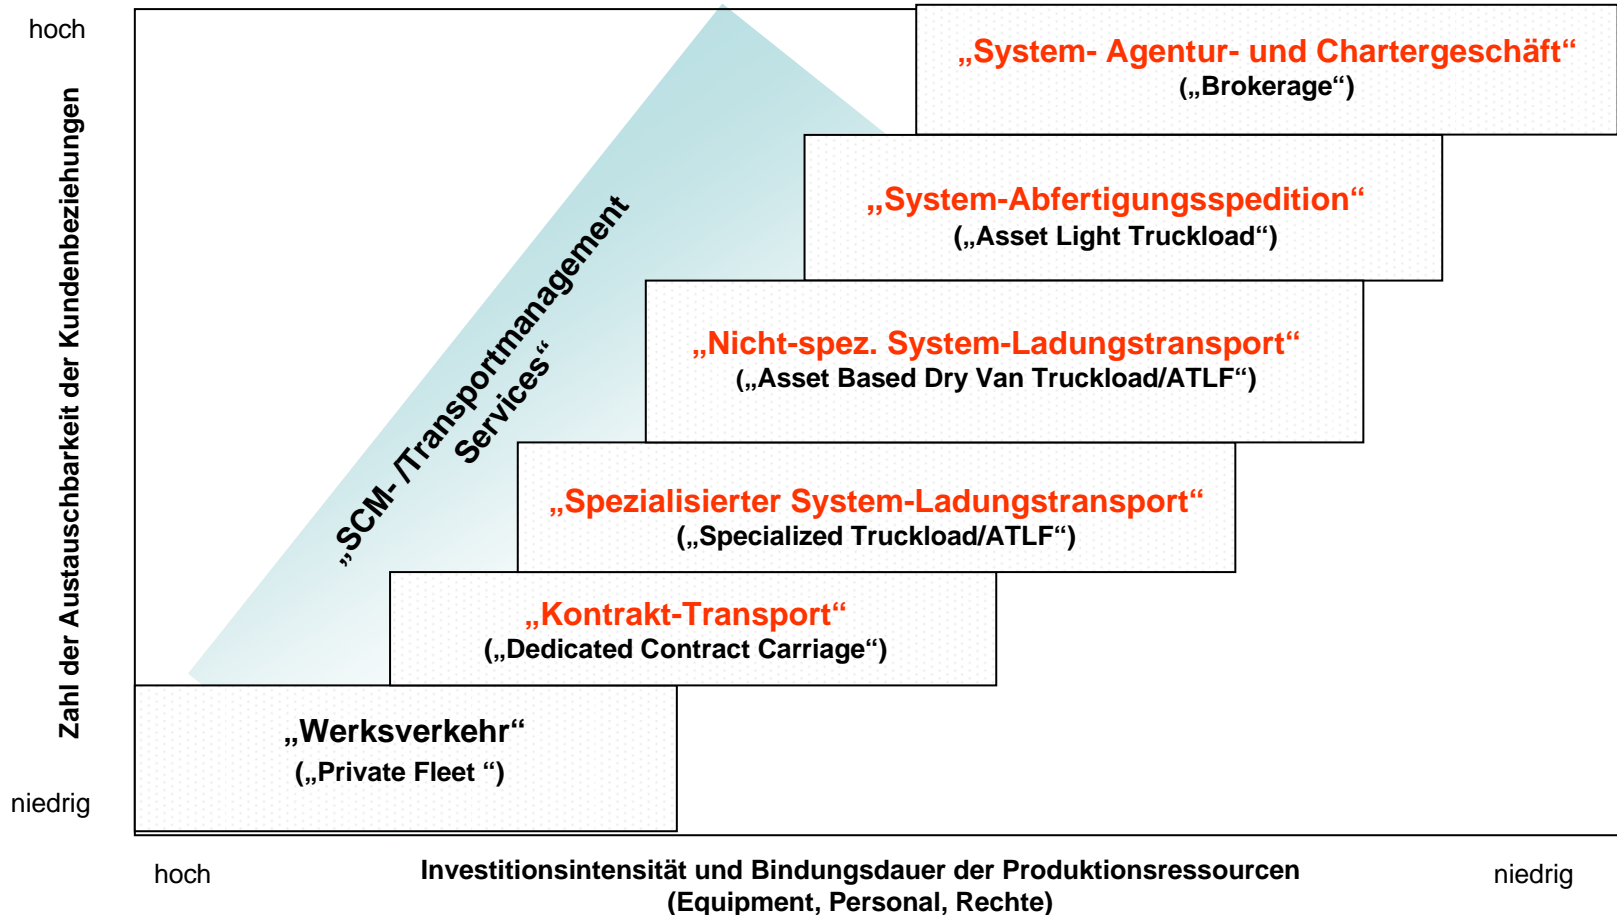 hoch
Zahl der Austauschbarkeit der Kundenbeziehungen
niedrig
„System- Agentur- und Chartergeschäft“
(„Brokerage“)
„System-Abfertigungsspedition“
(„Asset Light Truckload“)
„Nicht-spez. System-Ladungstransport“
(„Asset Based Dry Van Truckload/ATLF“)
„SCM- /Transportmanagement
Services“
„Spezialisierter System-Ladungstransport“
(„Specialized Truckload/ATLF“)
„Kontrakt-Transport“
(„Dedicated Contract Carriage“)
„Werksverkehr“
(„Private Fleet “)
hoch
Investitionsintensität und Bindungsdauer der Produktionsressourcen
(Equipment, Personal, Rechte)
niedrig